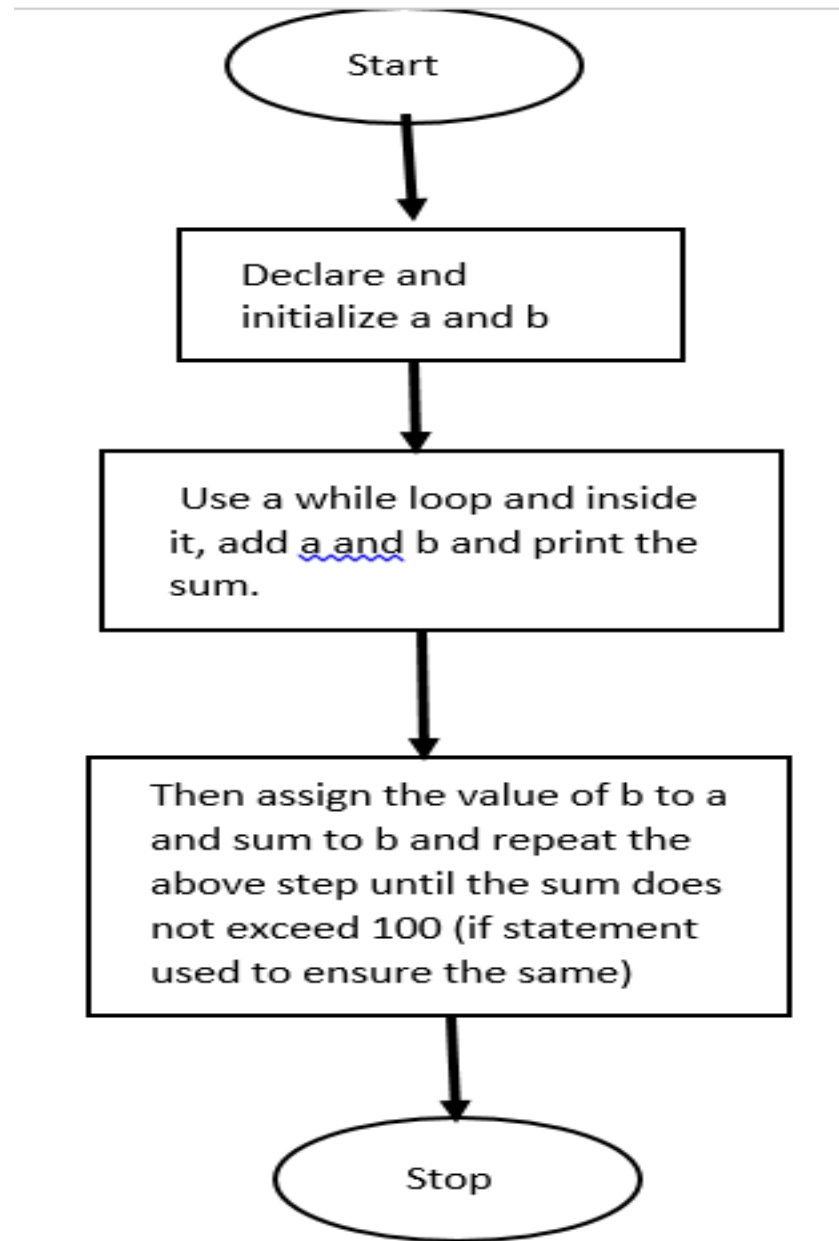 Start
Declare and
initialize a and b
Use a while loop and inside
it, add a and b and print the
sum.
Then assign the value of b to a
and sum to b and repeat the
above step until the sum does
not exceed 100 (if statement
used to ensure the same)
Stop